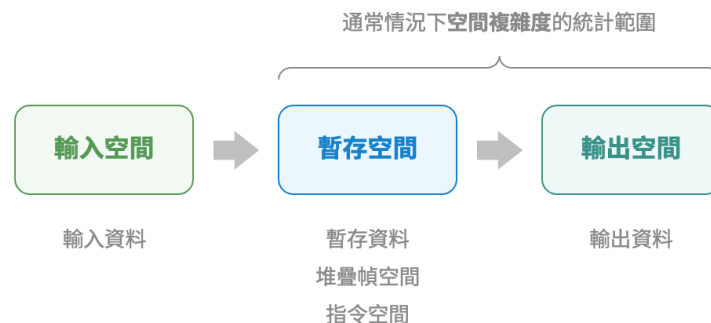 通常情況下空間複雜度的統計範圍
輸入空間
暫存空間
輸出空間
輸入資料
暫存資料
輸出資料
堆疊幀空間
指令空間